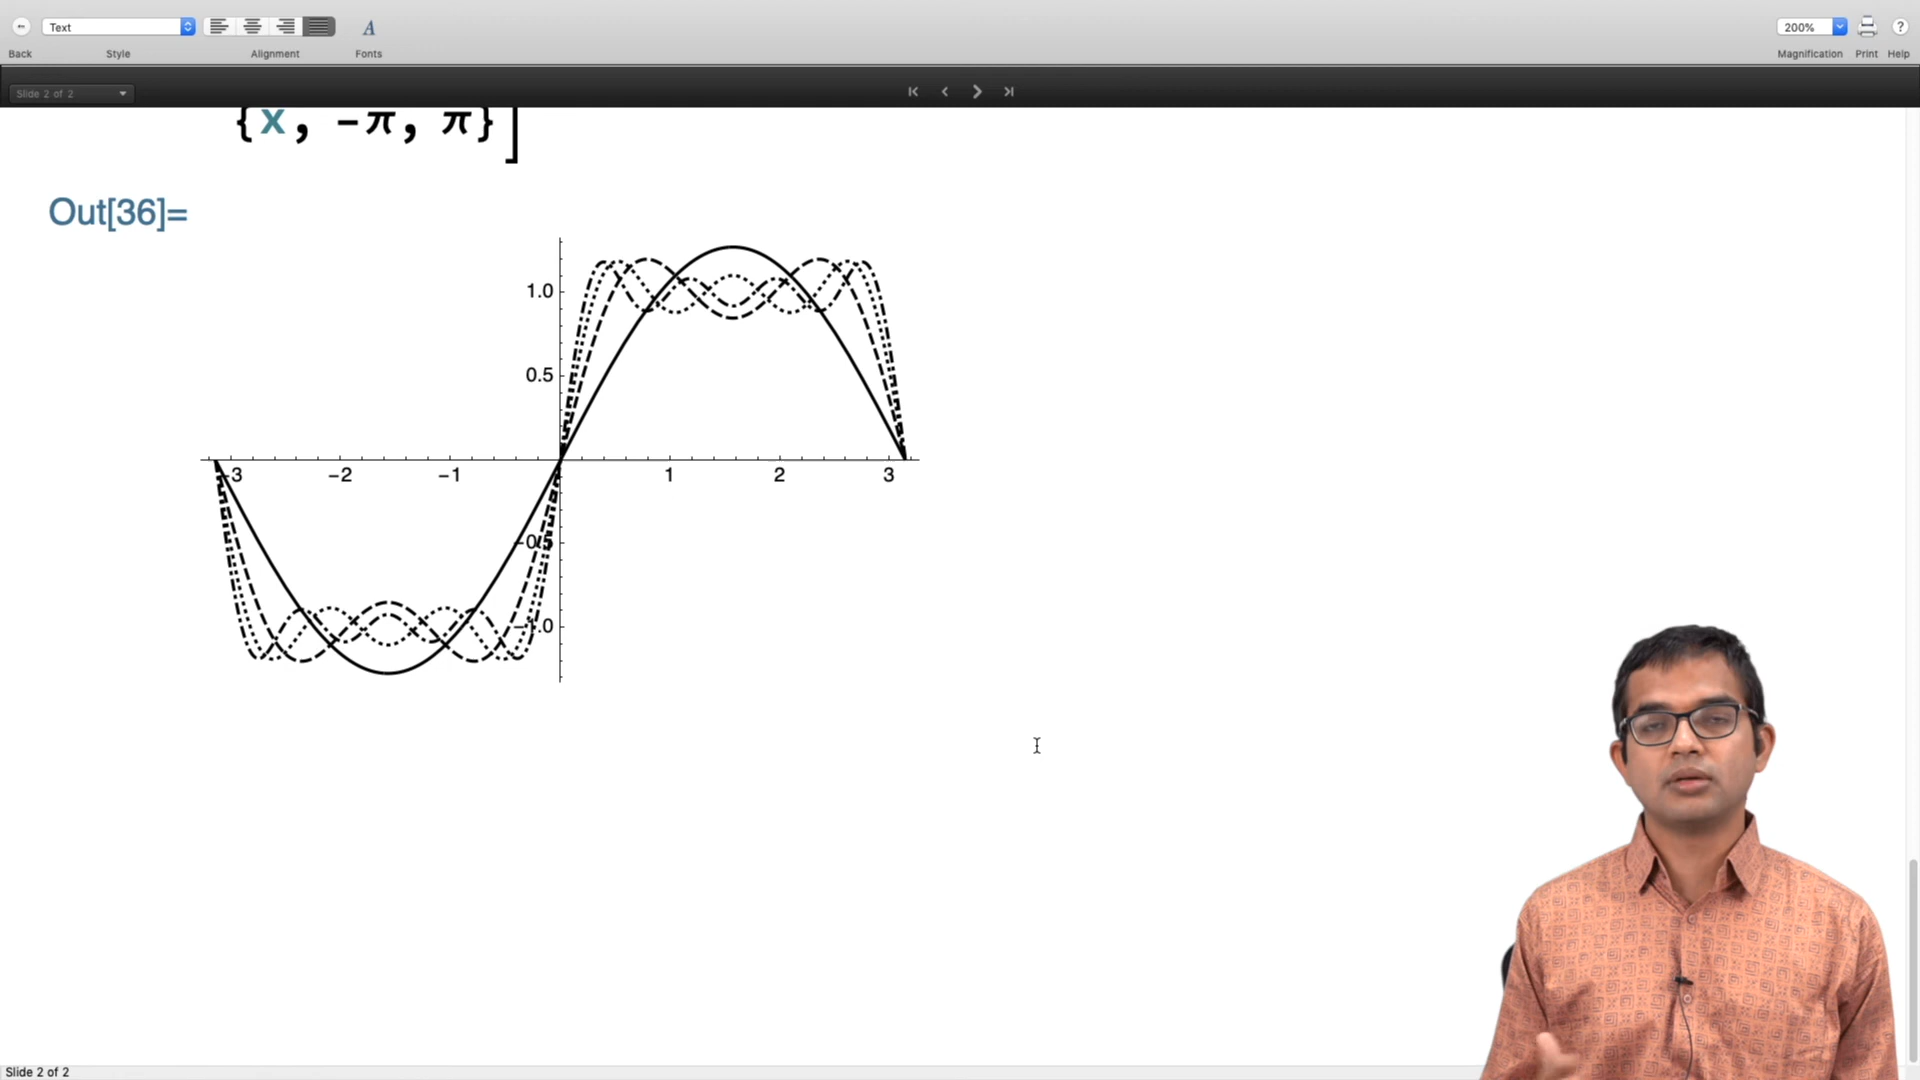 Text
200%
Back
Style
Alignment
Fonts
Magnification
Print
Help
Slide 2 of 2
{x, -π, π}]
Out[36]=
1.0
0.5
-3
-2
-1
1
2
3
-0.5
-1.0
Slide 2 of 2